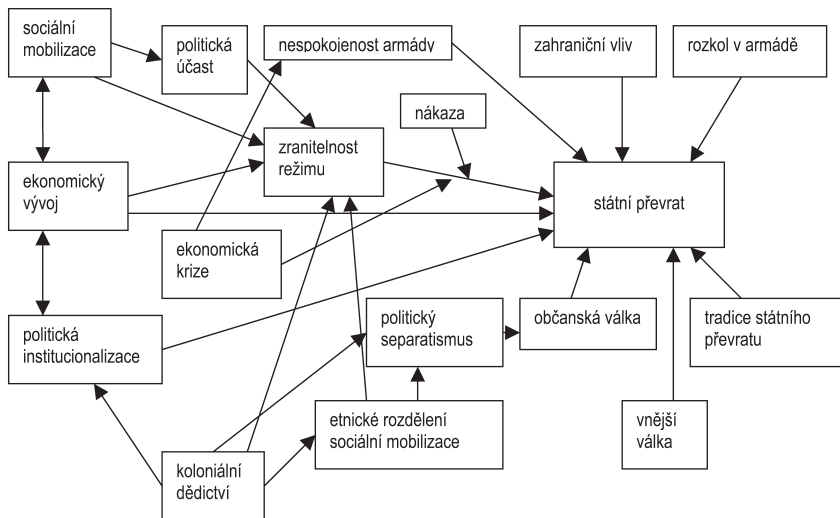 sociální
mobilizace
politická
účast
nespokojenost armády
zahraniční vliv
rozkol v armádě
nákaza
zranitelnost
režimu
ekonomický
vývoj
státní převrat
ekonomická
krize
politický
separatismus
občanská válka
tradice státního
převratu
politická
institucionalizace
etnické rozdělení
sociální mobilizace
vnější
válka
koloniální
dědictví